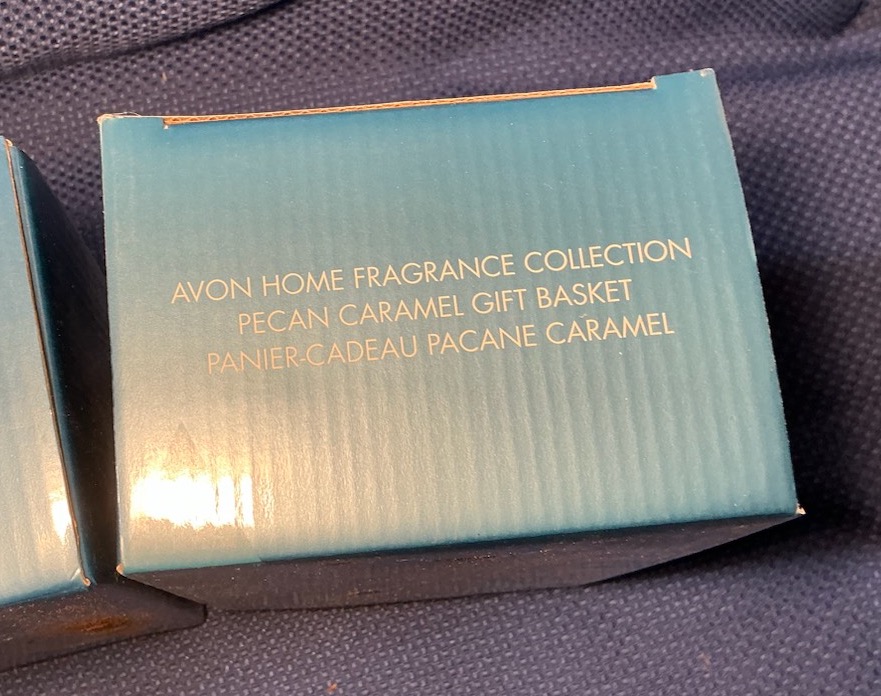 AVON HOME FRAGRANCE COLLECTION
PECAN CARAMEL GIFT BASKET
PANIER-CADEAU PACANE CARAMEL